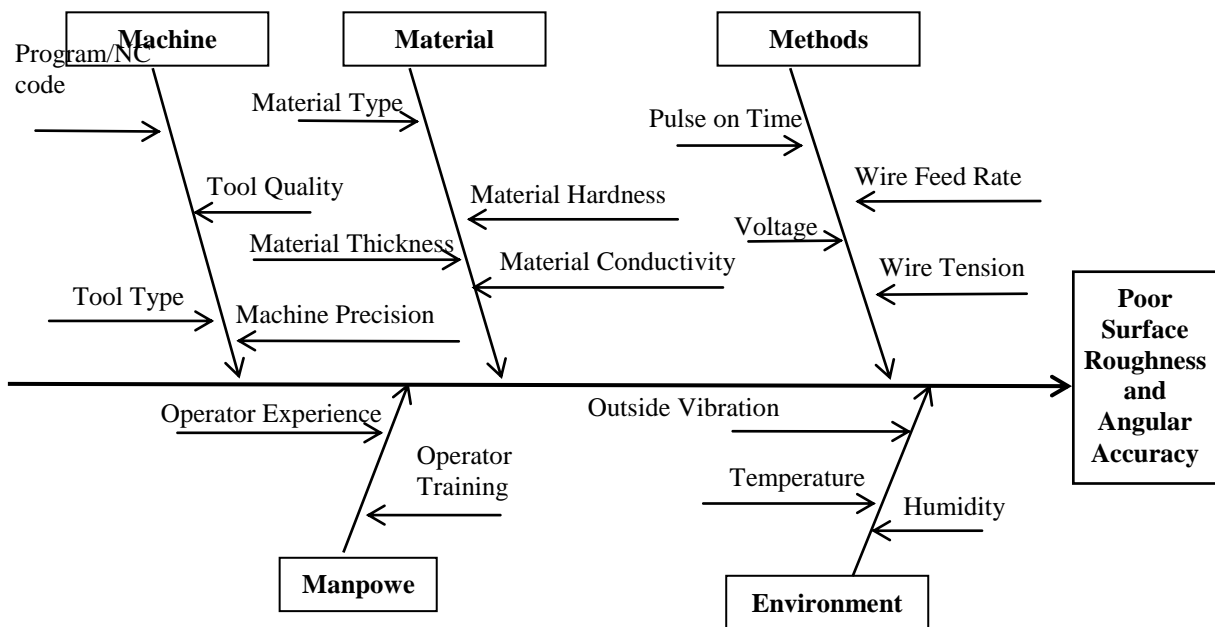 Machine
Material
Methods
Program/NC
code
Material Type
Pulse on Time
Tool Quality
Material Hardness
Wire Feed Rate
Material Thickness
Voltage
Material Conductivity
Wire Tension
Tool Type
Machine Precision
Poor
Surface
Roughness
and
Angular
Accuracy
Operator Experience
Outside Vibration
Operator
Training
Temperature
Humidity
Manpowe
Environment